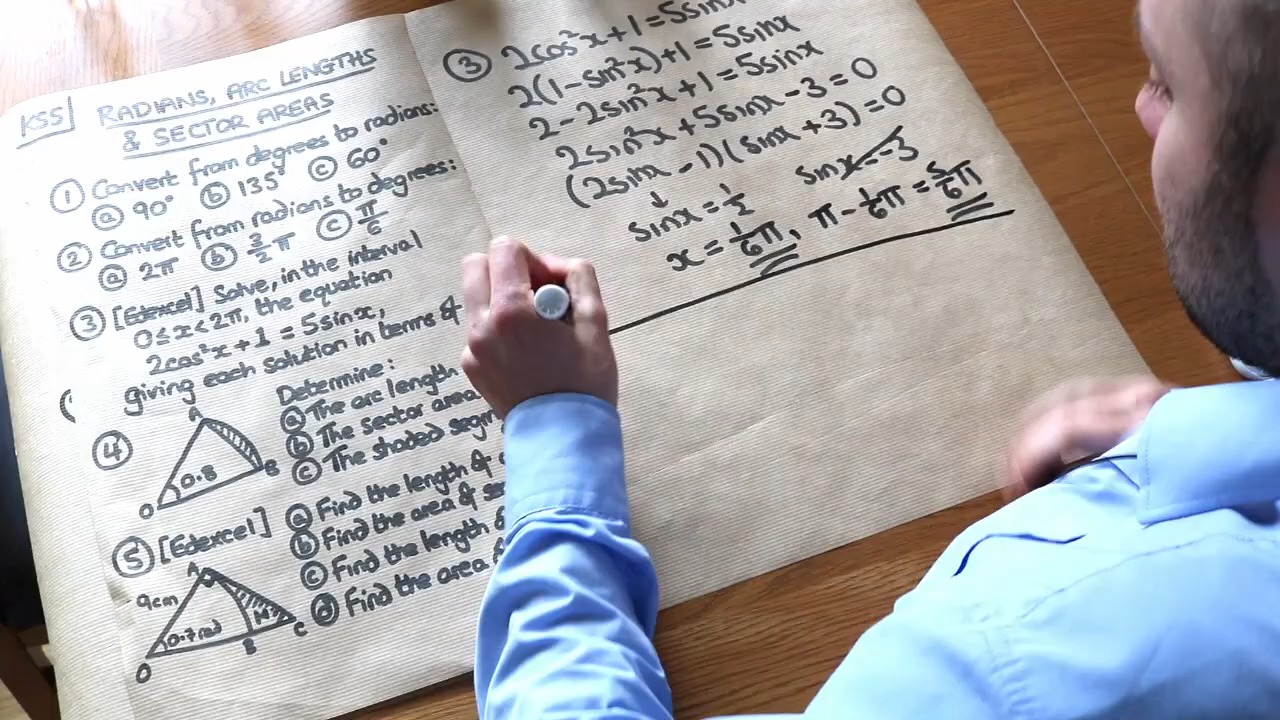 KS5
RADIANS, ARC LENGTHS
& SECTOR AREAS
① Convert from degrees to radians:
ⓐ 90° ⓑ 135° ⓒ 60°
② Convert from radians to degrees:
ⓐ 2π ⓑ 3/2 π ⓒ π/6
③ [Edexcel] Solve, in the interval
0≤x<2π, the equation
2cos²x + 1 = 5sinx,
giving each solution in terms of
④ Determine:
ⓐ The arc length
ⓑ The sector area
ⓒ The shaded
A
B
O
0.8
⑤ [Edexcel]
ⓐ Find the length of
ⓑ Find the area of
ⓒ Find the length
ⓓ Find the area
A
9cm
0.7rad
H
O
B
C
③ 2cos²x + 1 = 5sinx
2(1-sin²x)+1 = 5sinx
2 - 2sin²x + 1 = 5sinx
2sin²x + 5sinx - 3 = 0
(2sinx - 1)(sinx + 3) = 0
↓
sinx = 1/2 sinx = -3
x = 1/6π, π - 1/6π = 5/6π